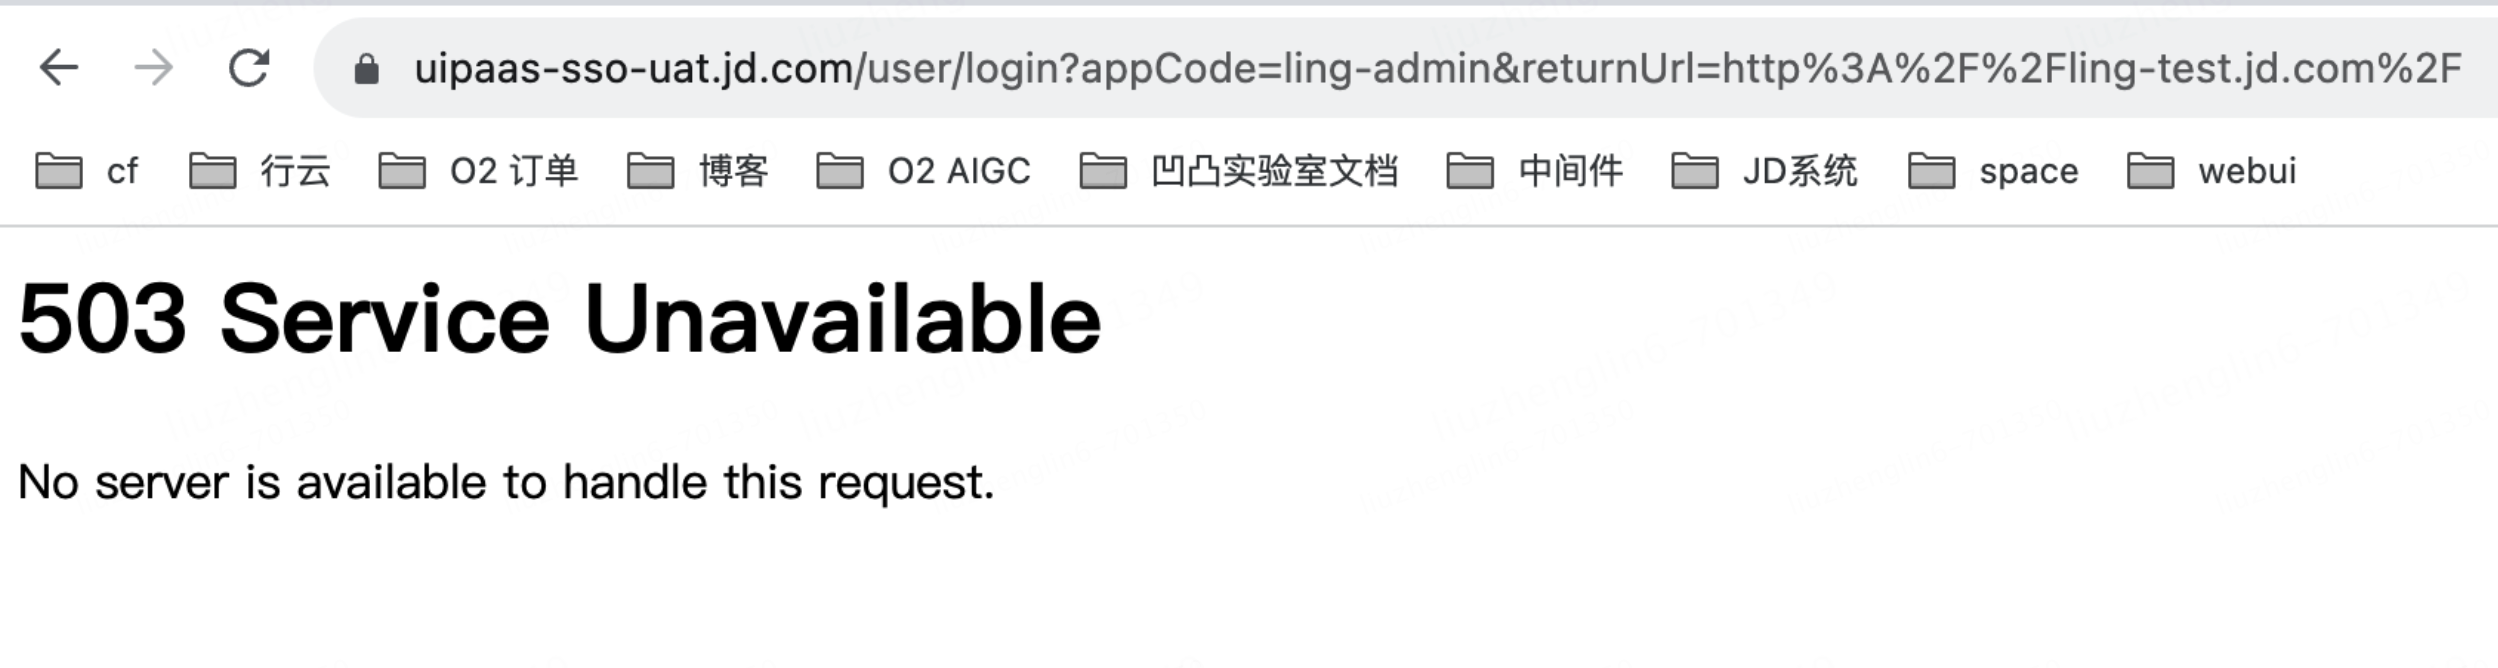 uipaas-sso-uat.jd.com/user/login?appCode=ling-admin&returnUrl=http%3A%2F%2Fling-test.jd.com%2F
cf 行云 O2 订单 博客 O2 AIGC 凹凸实验室文档 中间件 JD系统 space webui
503 Service Unavailable
No server is available to handle this request.